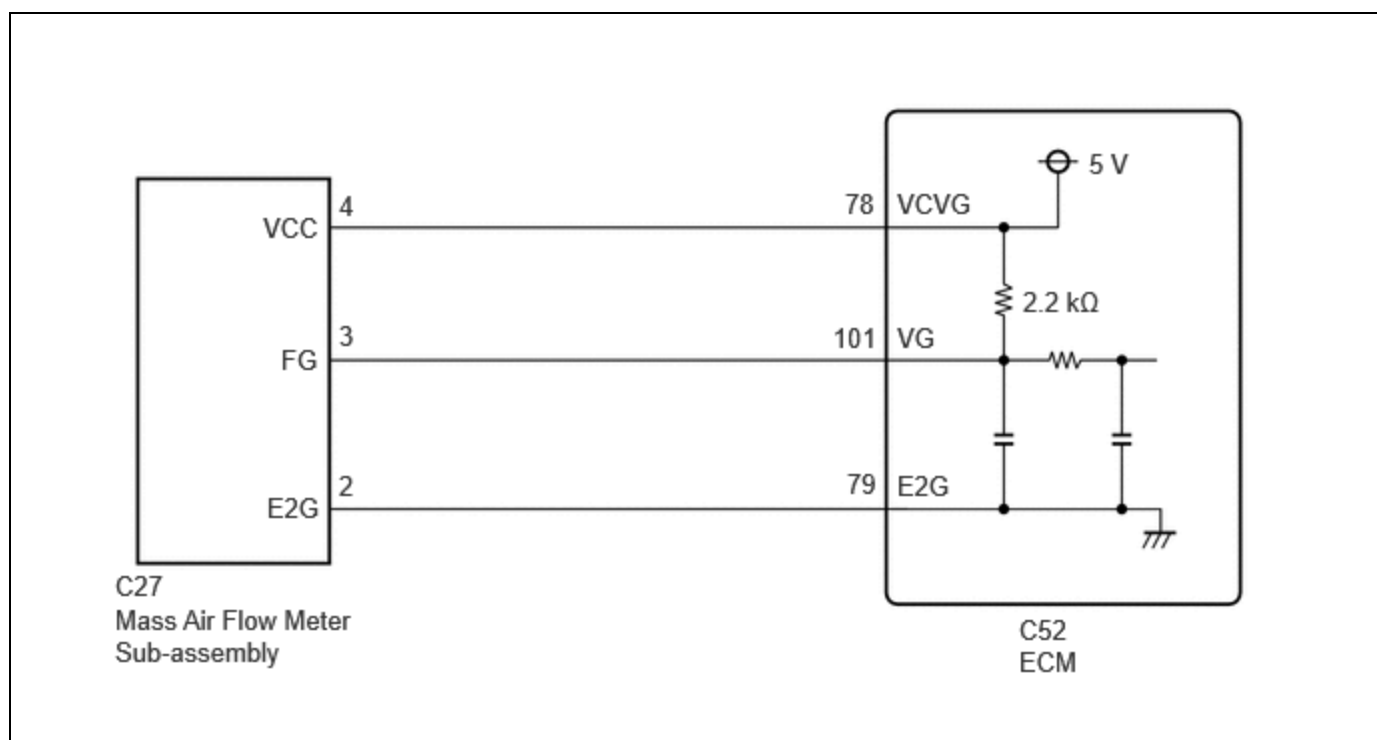 5 V
4
78
VCVG
VCC
2.2 kΩ
3
101
VG
FG
2
79
E2G
E2G
C27
Mass Air Flow Meter
Sub-assembly
C52
ECM